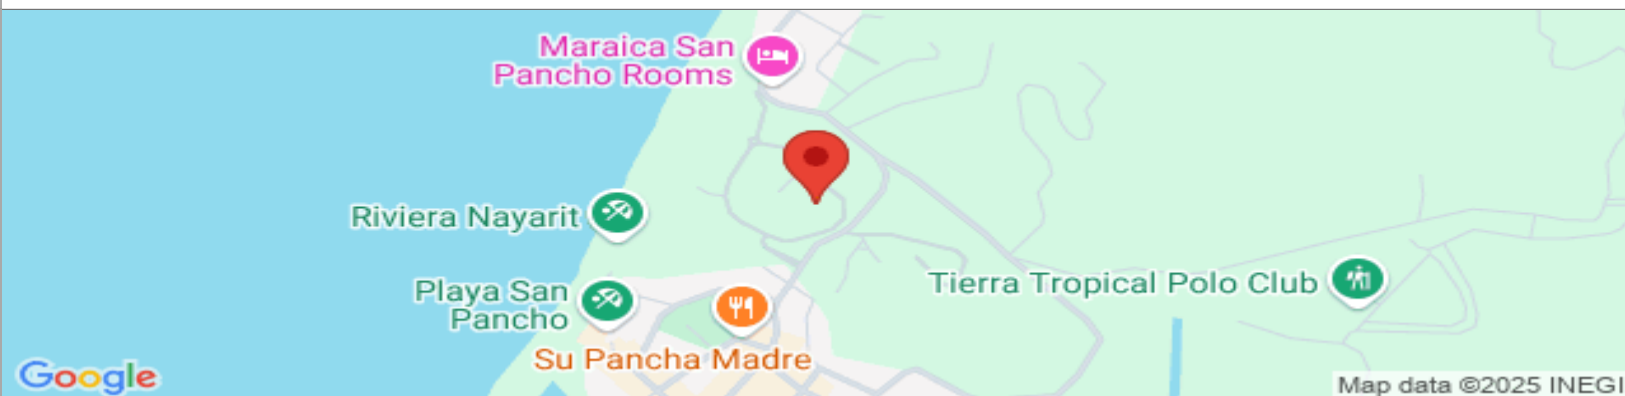 Maraica San
Pancho Rooms
Riviera Nayarit
Tierra Tropical Polo Club
Playa San
Pancho
Su Pancha Madre
Google
Map data ©2025 INEGI